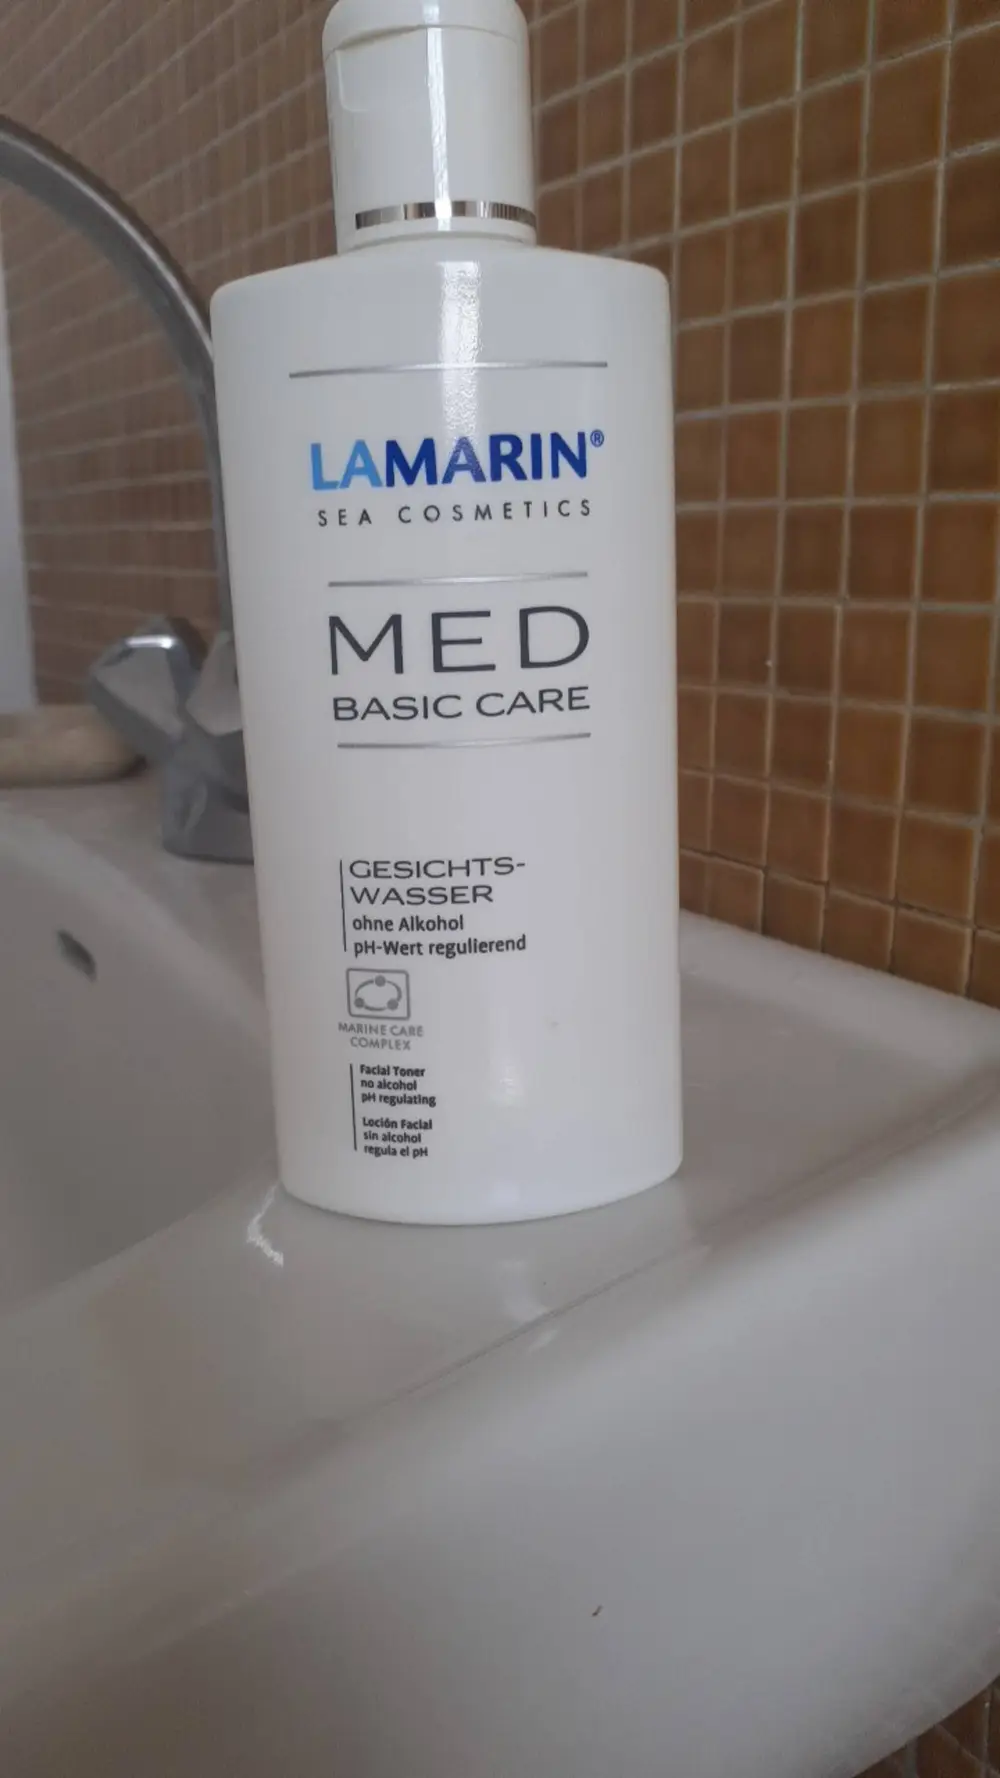 LAMARIN®
SEA COSMETICS
MED
BASIC CARE
GESICHTS-
WASSER
ohne Alkohol
pH-Wert regulierend
MARINE CARE
COMPLEX
Facial Toner
no alcohol
pH regulating
Loción Facial
sin alcohol
regula el pH